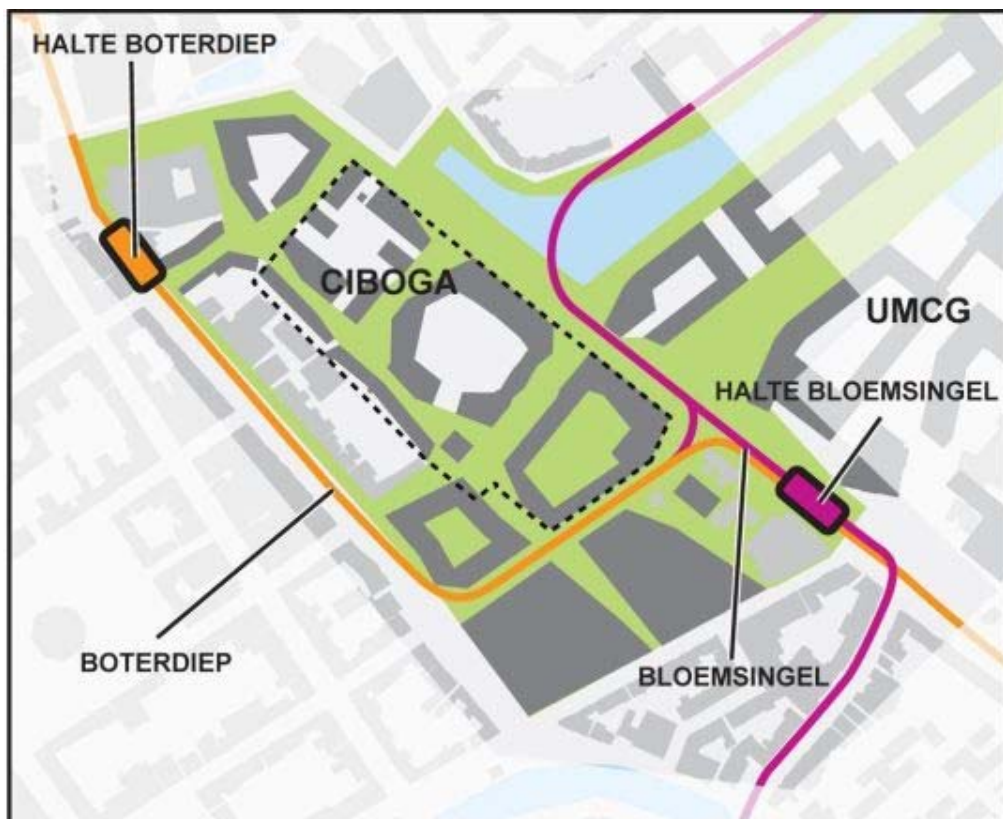 HALTE BOTERDIEP
CIBOGA
UMCG
HALTE BLOEMSINGEL
BOTERDIEP
BLOEMSINGEL